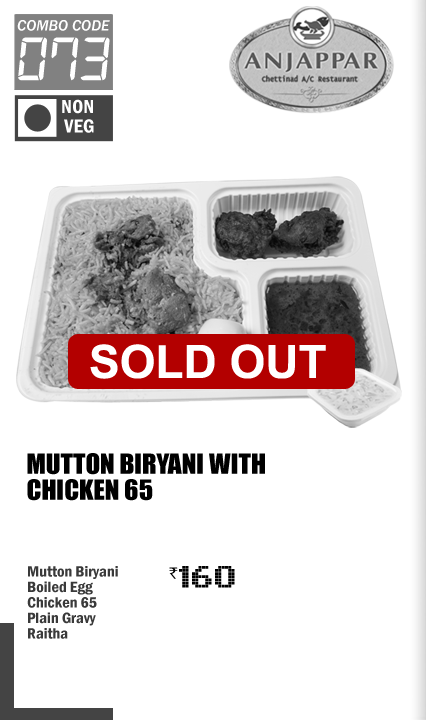 COMBO CODE
073
NON
VEG
ANJAPPAR
Chettinad A/C Restaurant
SOLD OUT
MUTTON BIRYANI WITH
CHICKEN 65
Mutton Biryani
Boiled Egg
Chicken 65
Plain Gravy
Raitha
₹160